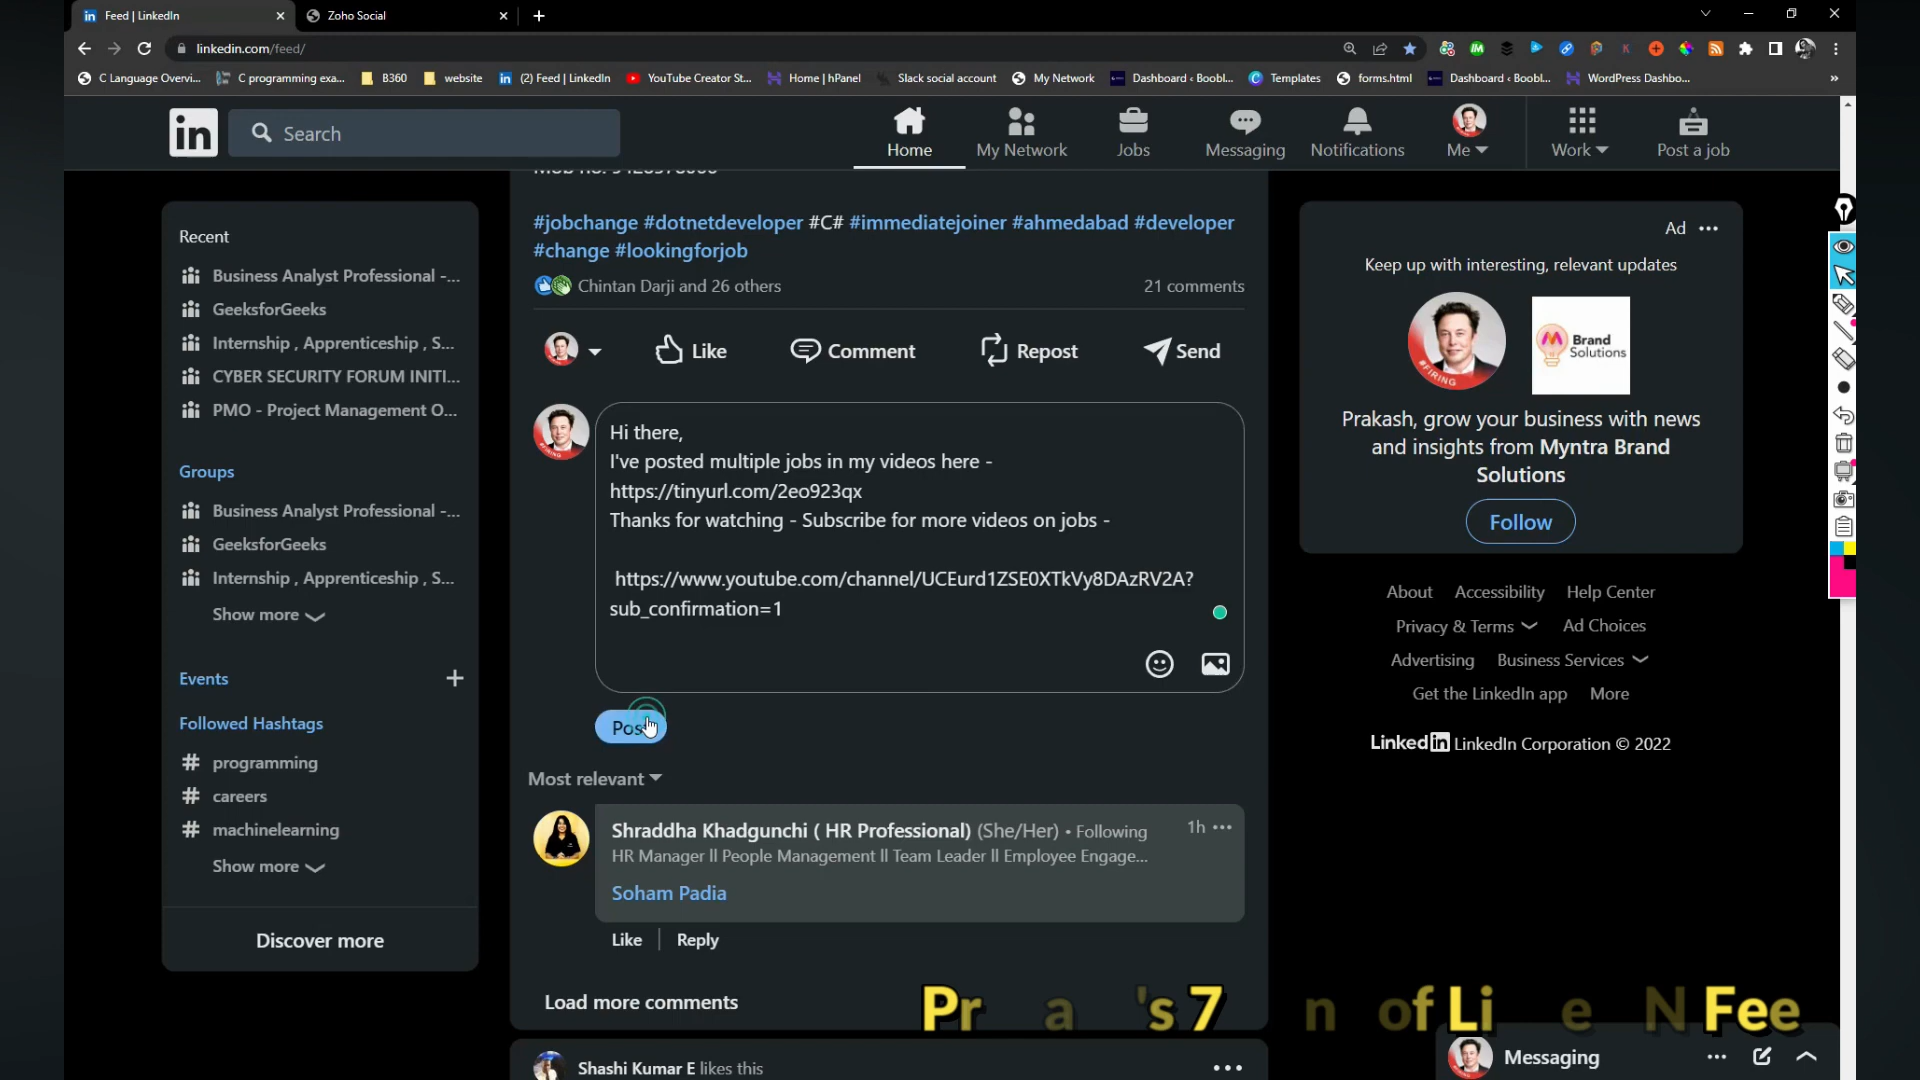 Feed | LinkedIn
Zoho Social
linkedin.com/feed/
C Language Overvi...
C programming exa...
B360
website
(2) Feed | LinkedIn
YouTube Creator St...
Home | hPanel
Slack social account
My Network
Dashboard ‹ Boobl...
Templates
forms.html
Dashboard ‹ Boobl...
WordPress Dashbo...
»
in
Search
Home
My Network
Jobs
Messaging
Notifications
Me
Work
Post a job
Recent
Business Analyst Professional -...
GeeksforGeeks
Internship , Apprenticeship , S...
CYBER SECURITY FORUM INITI...
PMO - Project Management O...
Groups
Business Analyst Professional -...
GeeksforGeeks
Internship , Apprenticeship , S...
Show more
Events
Followed Hashtags
# programming
# careers
# machinelearning
Show more
Discover more
#jobchange #dotnetdeveloper #C# #immediatejoiner #ahmedabad #developer
#change #lookingforjob
Chintan Darji and 26 others
21 comments
Like
Comment
Repost
Send
Hi there,
I've posted multiple jobs in my videos here -
https://tinyurl.com/2eo923qx
Thanks for watching - Subscribe for more videos on jobs -
https://www.youtube.com/channel/UCEurd1ZSE0XTkVy8DAzRV2A?
sub_confirmation=1
Post
Most relevant
Shraddha Khadgunchi ( HR Professional) (She/Her) • Following
1h
HR Manager ll People Management ll Team Leader ll Employee Engage...
Soham Padia
Like
Reply
Load more comments
Shashi Kumar E likes this
Ad
Keep up with interesting, relevant updates
#FIRING
Brand
Solutions
Prakash, grow your business with news
and insights from Myntra Brand
Solutions
Follow
About
Accessibility
Help Center
Privacy & Terms
Ad Choices
Advertising
Business Services
Get the LinkedIn app
More
LinkedIn LinkedIn Corporation © 2022
Pr a 's 7 n of Li e N Fee
Messaging